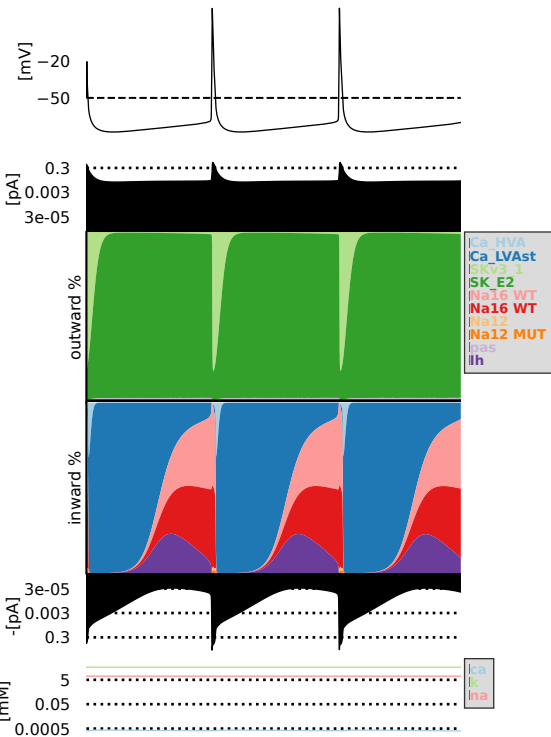 [mV]
−20
−50
[pA]
0.3
0.003
3e-05
outward %
Ca_HVA
Ca_LVAst
SKv3_1
SK_E2
Na16 WT
Na16 WT
Na12
Na12 MUT
pas
Ih
inward %
-[pA]
3e-05
0.003
0.3
[mM]
5
0.05
0.0005
ca
k
na